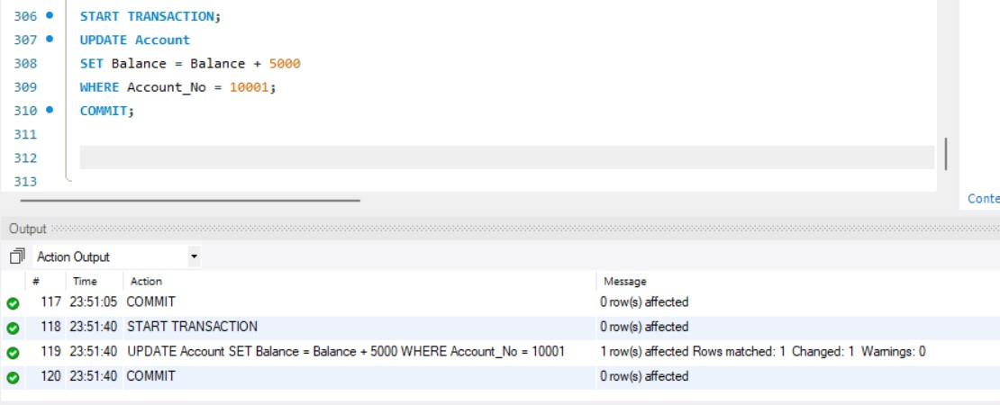 306 START TRANSACTION;
307 UPDATE Account
308 SET Balance = Balance + 5000
309 WHERE Account_No = 10001;
310 COMMIT;
311
312
313
Conte
Output
Action Output
# Time Action Message
117 23:51:05 COMMIT 0 row(s) affected
118 23:51:40 START TRANSACTION 0 row(s) affected
119 23:51:40 UPDATE Account SET Balance = Balance + 5000 WHERE Account_No = 10001 1 row(s) affected Rows matched: 1 Changed: 1 Warnings: 0
120 23:51:40 COMMIT 0 row(s) affected